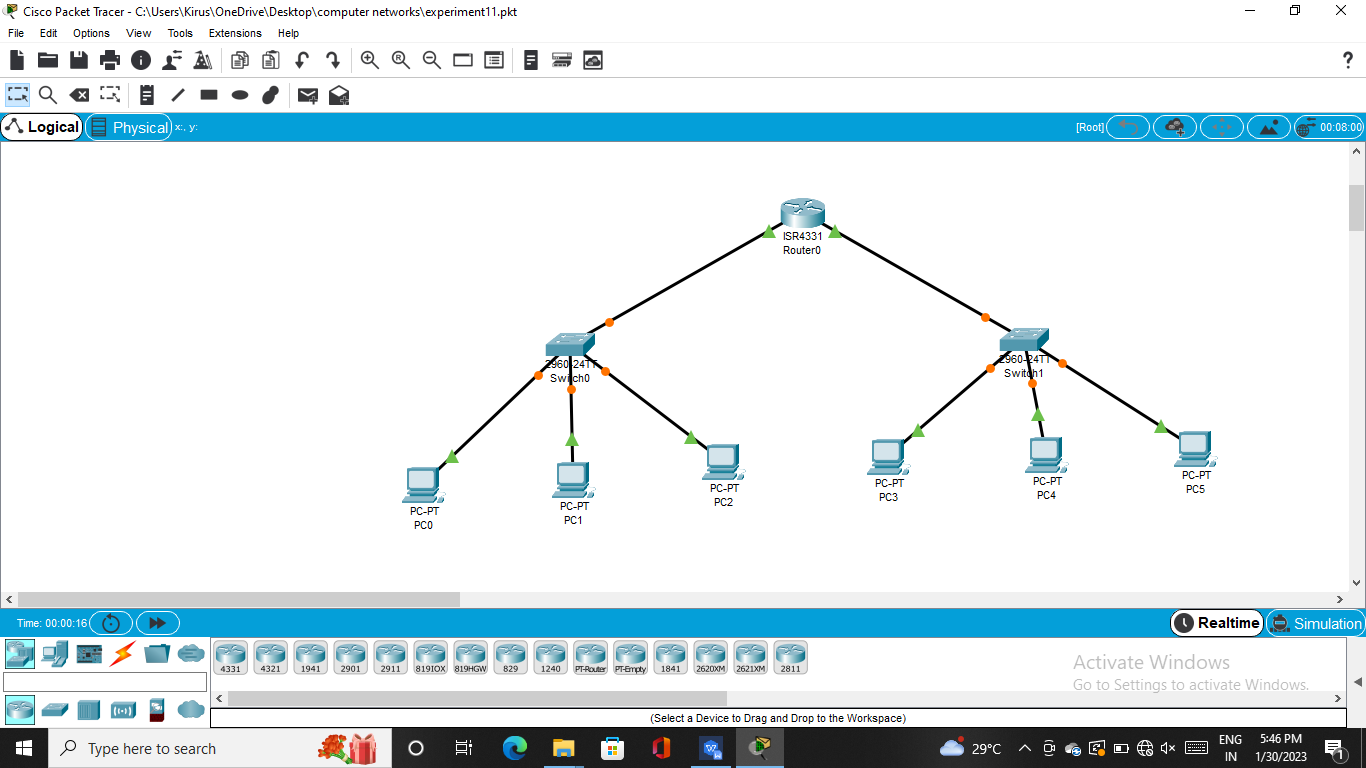 Cisco Packet Tracer - C:\Users\Kirus\OneDrive\Desktop\computer networks\experiment11.pkt
File Edit Options View Tools Extensions Help
Logical Physical x:, y: [Root] 00:08:00
ISR4331
Router0
2960-24TT
Switch0
2960-24TT
Switch1
PC-PT
PC0
PC-PT
PC1
PC-PT
PC2
PC-PT
PC3
PC-PT
PC4
PC-PT
PC5
Time: 00:00:16 Realtime Simulation
4331 4321 1941 2901 2911 819IOX 819HGW 829 1240 PT-Router PT-Empty 1841 2620XM 2621XM 2811
Activate Windows
Go to Settings to activate Windows.
(Select a Device to Drag and Drop to the Workspace)
Type here to search
29°C
ENG
IN
5:46 PM
1/30/2023
1